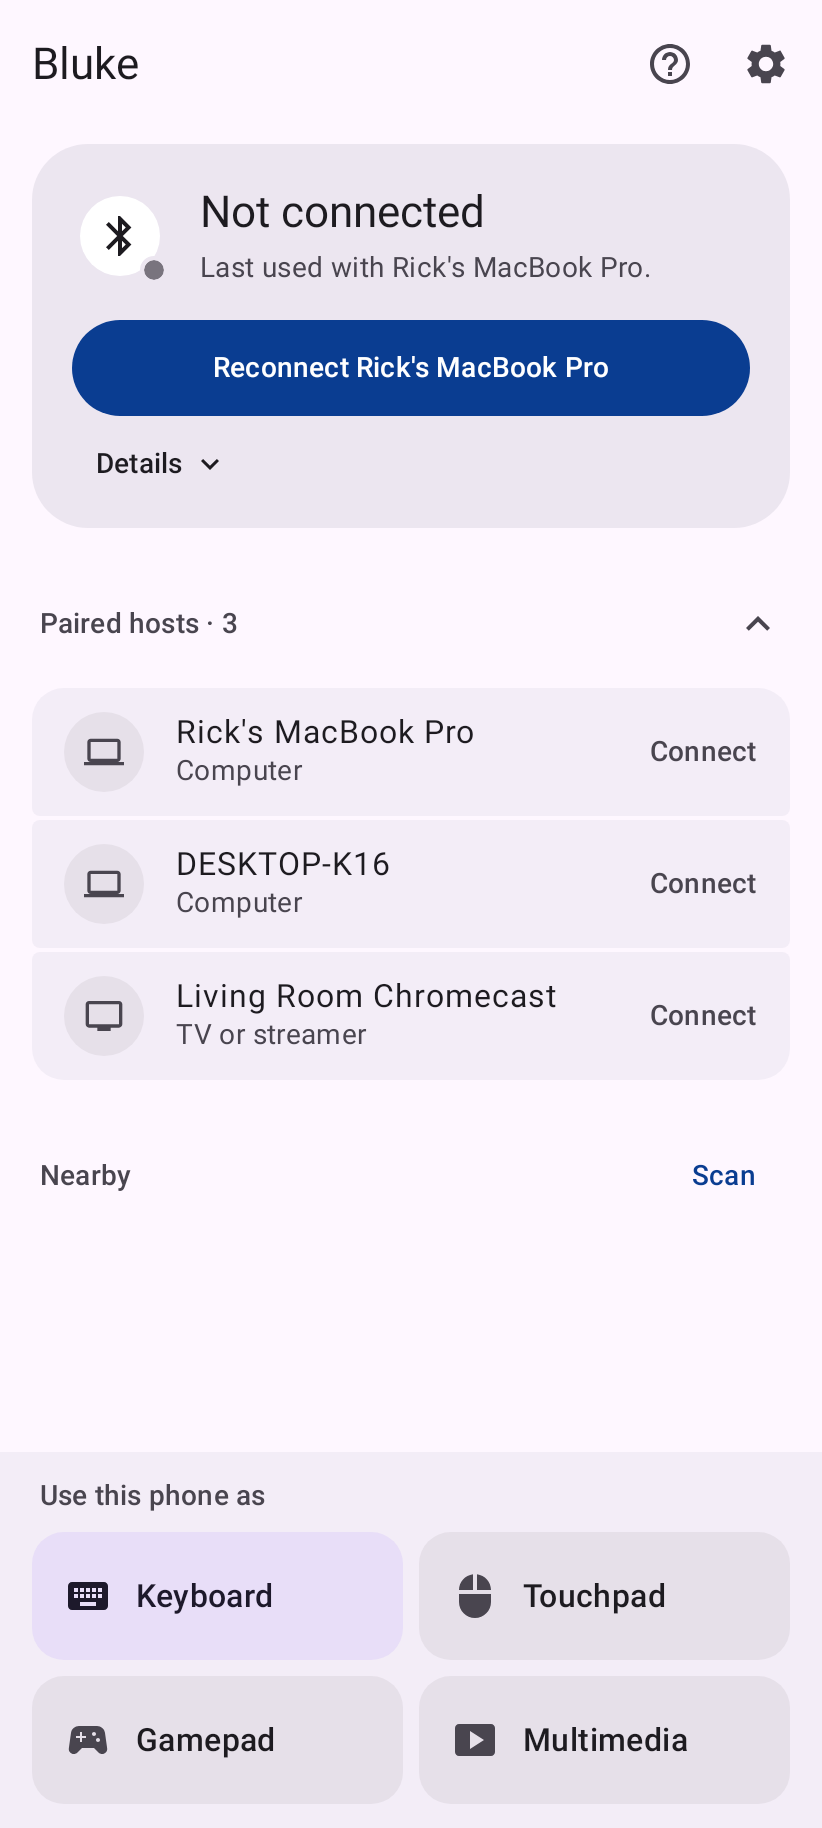 Bluke
Not connected
Last used with Rick's MacBook Pro.
Reconnect Rick's MacBook Pro
Details
Paired hosts · 3
Rick's MacBook Pro
Computer
Connect
DESKTOP-K16
Computer
Connect
Living Room Chromecast
TV or streamer
Connect
Nearby
Scan
Use this phone as
Keyboard
Touchpad
Gamepad
Multimedia